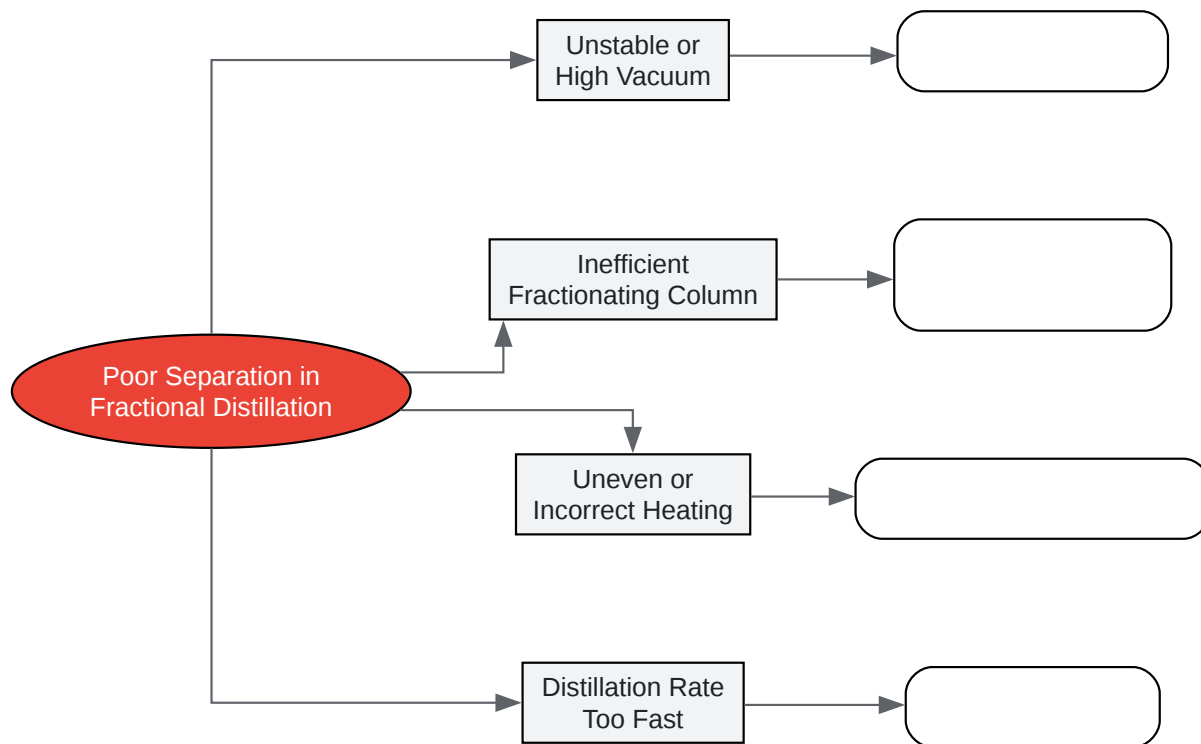 Unstable or
High Vacuum
Inefficient
Fractionating Column
Poor Separation in
Fractional Distillation
Uneven or
Incorrect Heating
Distillation Rate
Too Fast